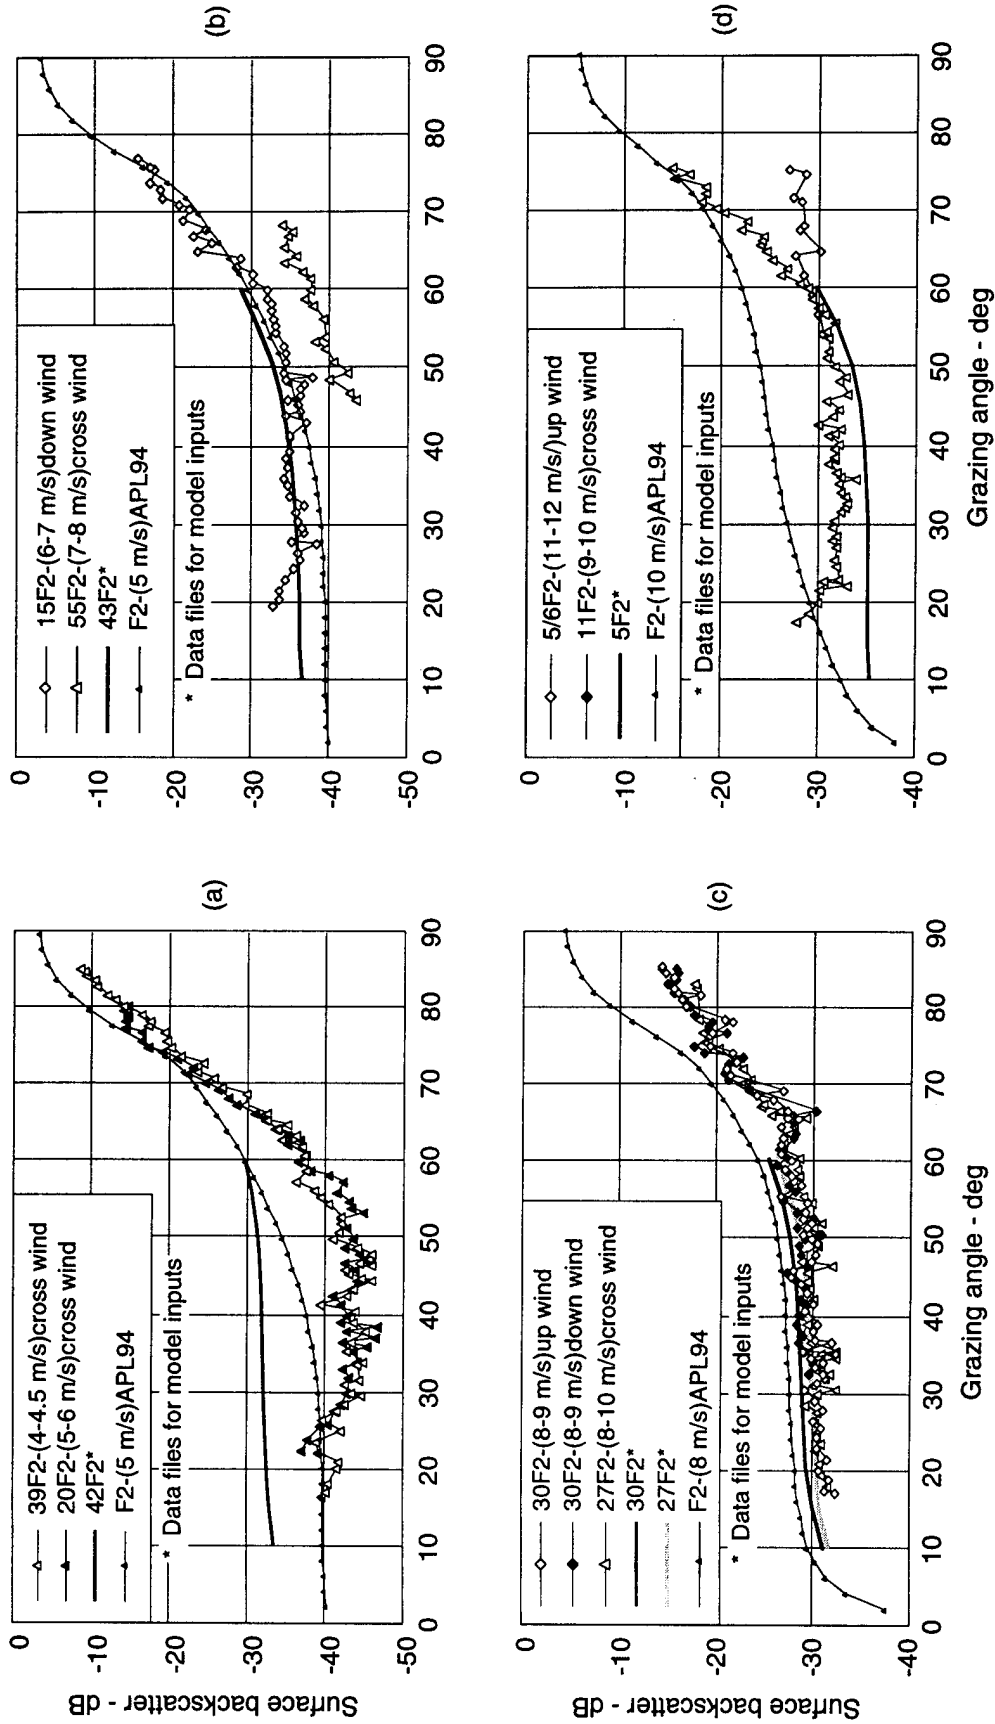 (a)
0
-10
-20
-30
-40
-50
Surface backscatter - dB
39F2-(4-4.5 m/s)cross wind
20F2-(5-6 m/s)cross wind
42F2*
F2-(5 m/s)APL94
* Data files for model inputs
0 10 20 30 40 50 60 70 80 90
(b)
0
-10
-20
-30
-40
-50
15F2-(6-7 m/s)down wind
55F2-(7-8 m/s)cross wind
43F2*
F2-(5 m/s)APL94
* Data files for model inputs
0 10 20 30 40 50 60 70 80 90
(c)
0
-10
-20
-30
-40
Surface backscatter - dB
30F2-(8-9 m/s)up wind
30F2-(8-9 m/s)down wind
27F2-(8-10 m/s)cross wind
30F2*
27F2*
F2-(8 m/s)APL94
* Data files for model inputs
0 10 20 30 40 50 60 70 80 90
Grazing angle - deg
(d)
0
-10
-20
-30
-40
5/6F2-(11-12 m/s/)up wind
11F2-(9-10 m/s)cross wind
5F2*
F2-(10 m/s)APL94
* Data files for model inputs
0 10 20 30 40 50 60 70 80 90
Grazing angle - deg